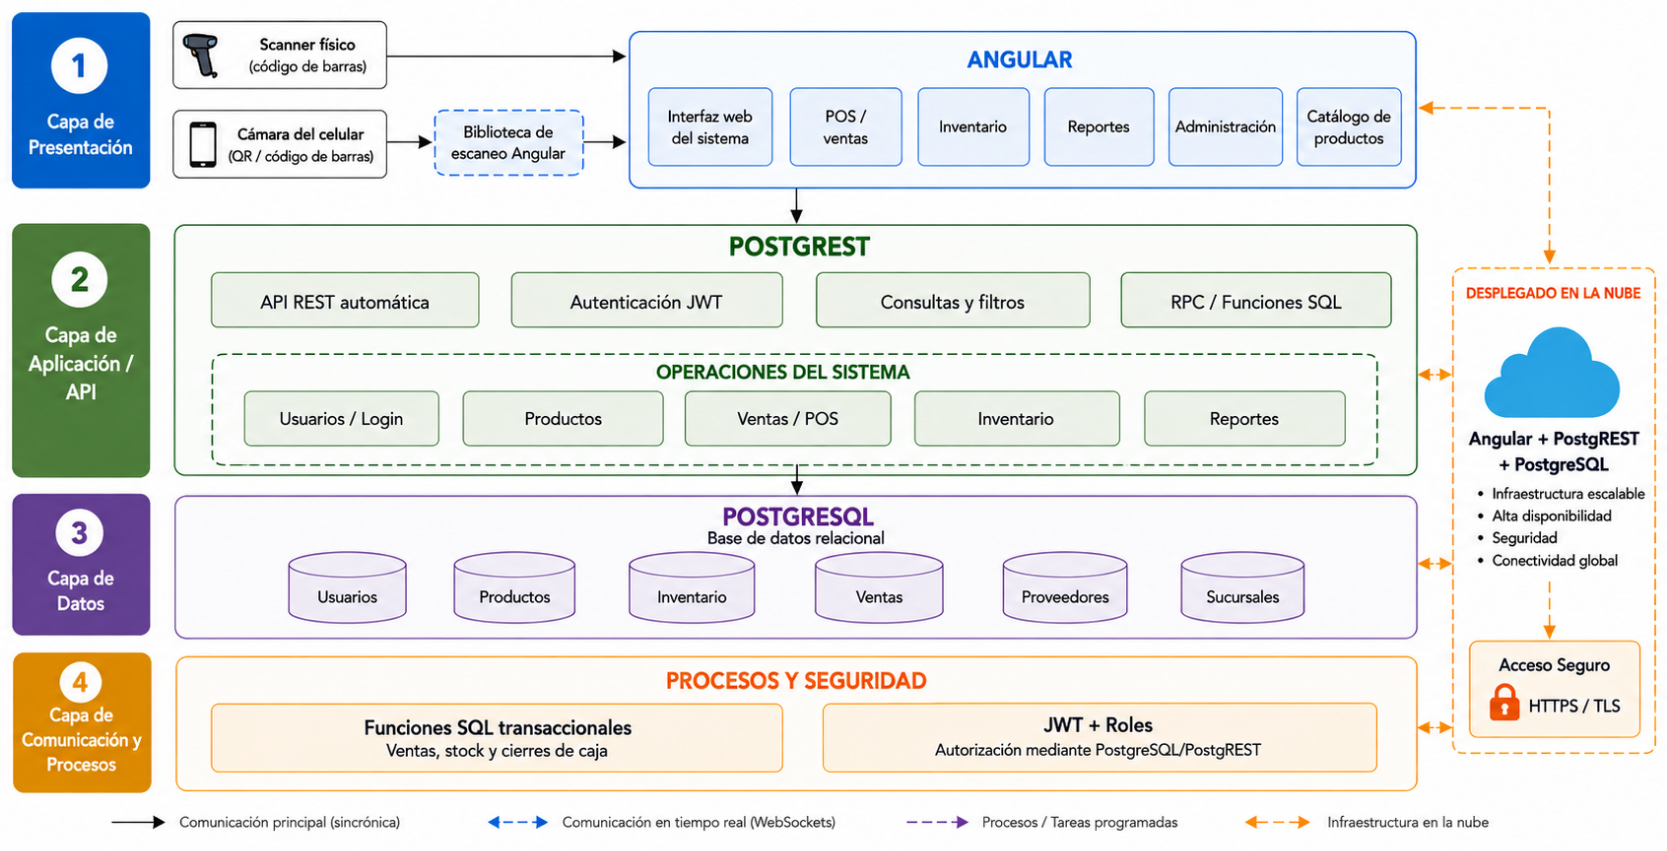 1
Capa de
Presentación
Scanner físico
(código de barras)
Cámara del celular
(QR / código de barras)
Biblioteca de
escaneo Angular
ANGULAR
Interfaz web
del sistema
POS /
ventas
Inventario
Reportes
Administración
Catálogo de
productos
2
Capa de
Aplicación /
API
POSTGREST
API REST automática
Autenticación JWT
Consultas y filtros
RPC / Funciones SQL
OPERACIONES DEL SISTEMA
Usuarios / Login
Productos
Ventas / POS
Inventario
Reportes
3
Capa de
Datos
POSTGRESQL
Base de datos relacional
Usuarios
Productos
Inventario
Ventas
Proveedores
Sucursales
4
Capa de
Comunicación y
Procesos
PROCESOS Y SEGURIDAD
Funciones SQL transaccionales
Ventas, stock y cierres de caja
JWT + Roles
Autorización mediante PostgreSQL/PostgREST
DESPLEGADO EN LA NUBE
Angular + PostgREST
+ PostgreSQL
• Infraestructura escalable
• Alta disponibilidad
• Seguridad
• Conectividad global
Acceso Seguro
HTTPS / TLS
Comunicación principal (sincrónica)
Comunicación en tiempo real (WebSockets)
Procesos / Tareas programadas
Infraestructura en la nube